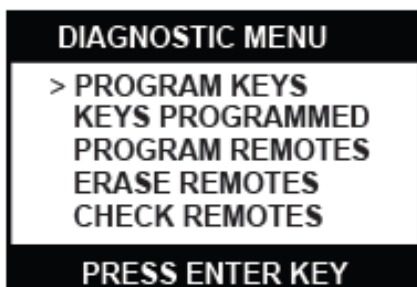 DIAGNOSTIC MENU
> PROGRAM KEYS
KEYS PROGRAMMED
PROGRAM REMOTES
ERASE REMOTES
CHECK REMOTES
PRESS ENTER KEY